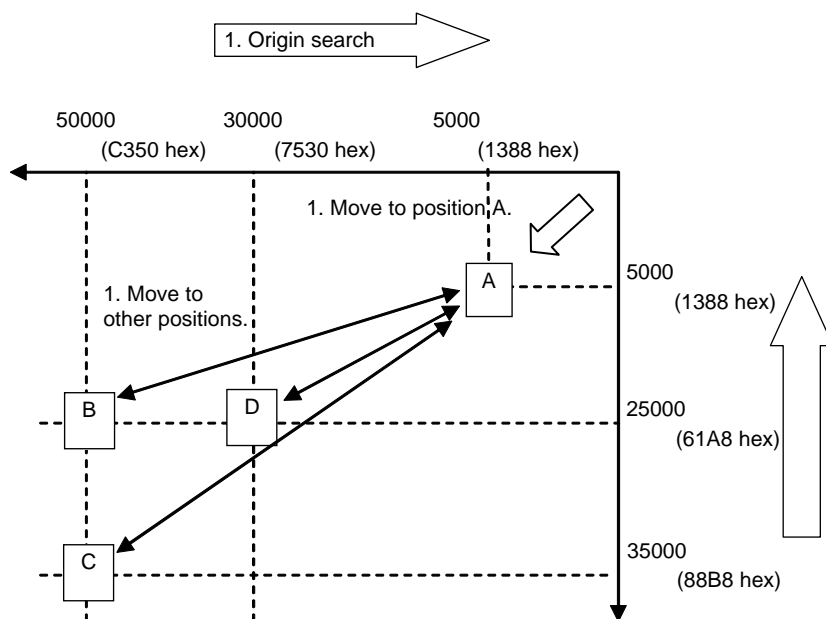 1. Origin search
50000
30000
5000
(C350 hex)
(7530 hex)
(1388 hex)
1. Move to position A.
A
5000
(1388 hex)
1. Move to
other positions.
B
D
25000
(61A8 hex)
C
35000
(88B8 hex)